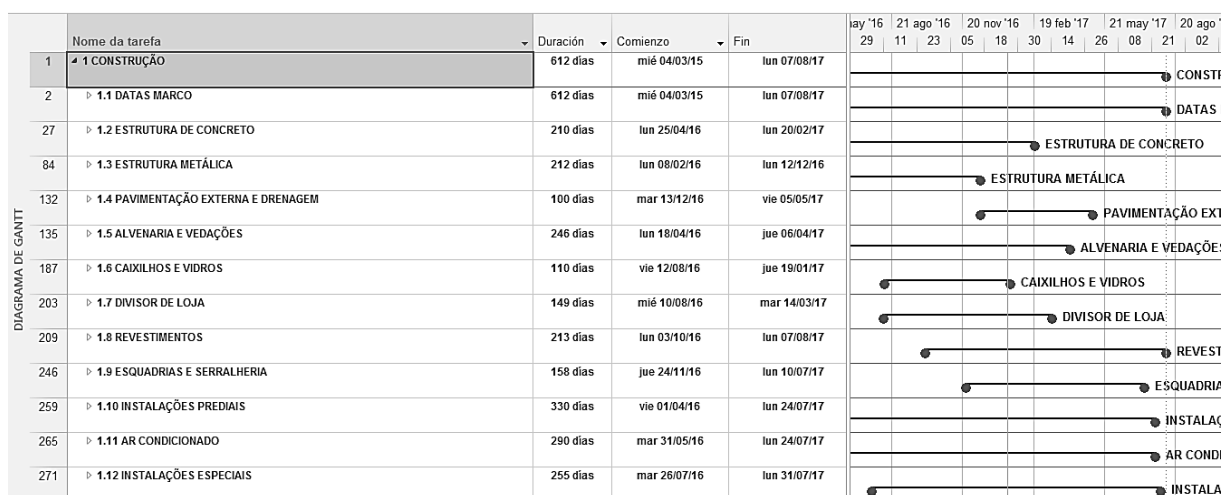 ay '16 21 ago '16 20 nov '16 19 feb '17 21 may '17 20 ago '
Nome da tarefa Duración Comienzo Fin 29 11 23 05 18 30 14 26 08 21 02
1 1 CONSTRUÇÃO 612 días mié 04/03/15 lun 07/08/17 CONSTR
2 1.1 DATAS MARCO 612 días mié 04/03/15 lun 07/08/17 DATAS
27 1.2 ESTRUTURA DE CONCRETO 210 días lun 25/04/16 lun 20/02/17 ESTRUTURA DE CONCRETO
84 1.3 ESTRUTURA METÁLICA 212 días lun 08/02/16 lun 12/12/16 ESTRUTURA METÁLICA
132 1.4 PAVIMENTAÇÃO EXTERNA E DRENAGEM 100 días mar 13/12/16 vie 05/05/17 PAVIMENTAÇÃO EXT
135 1.5 ALVENARIA E VEDAÇÕES 246 días lun 18/04/16 jue 06/04/17 ALVENARIA E VEDAÇÕES
187 1.6 CAIXILHOS E VIDROS 110 días vie 12/08/16 jue 19/01/17 CAIXILHOS E VIDROS
203 1.7 DIVISOR DE LOJA 149 días mié 10/08/16 mar 14/03/17 DIVISOR DE LOJA
209 1.8 REVESTIMENTOS 213 días lun 03/10/16 lun 07/08/17 REVEST
246 1.9 ESQUADRIAS E SERRALHERIA 158 días jue 24/11/16 lun 10/07/17 ESQUADRIA
259 1.10 INSTALAÇÕES PREDIAIS 330 días vie 01/04/16 lun 24/07/17 INSTALAÇ
265 1.11 AR CONDICIONADO 290 días mar 31/05/16 lun 24/07/17 AR CONDI
271 1.12 INSTALAÇÕES ESPECIAIS 255 días mar 26/07/16 lun 31/07/17 INSTALA
DIAGRAMA DE GANTT